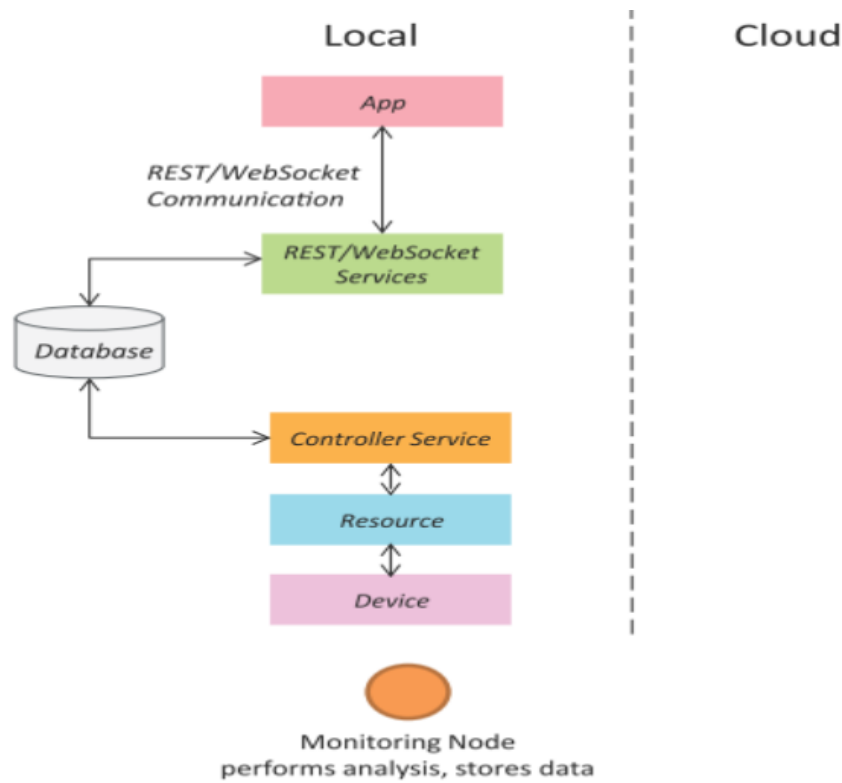 Local
Cloud
App
REST/WebSocket
Communication
REST/WebSocket
Services
Database
Controller Service
Resource
Device
Monitoring Node
performs analysis, stores data